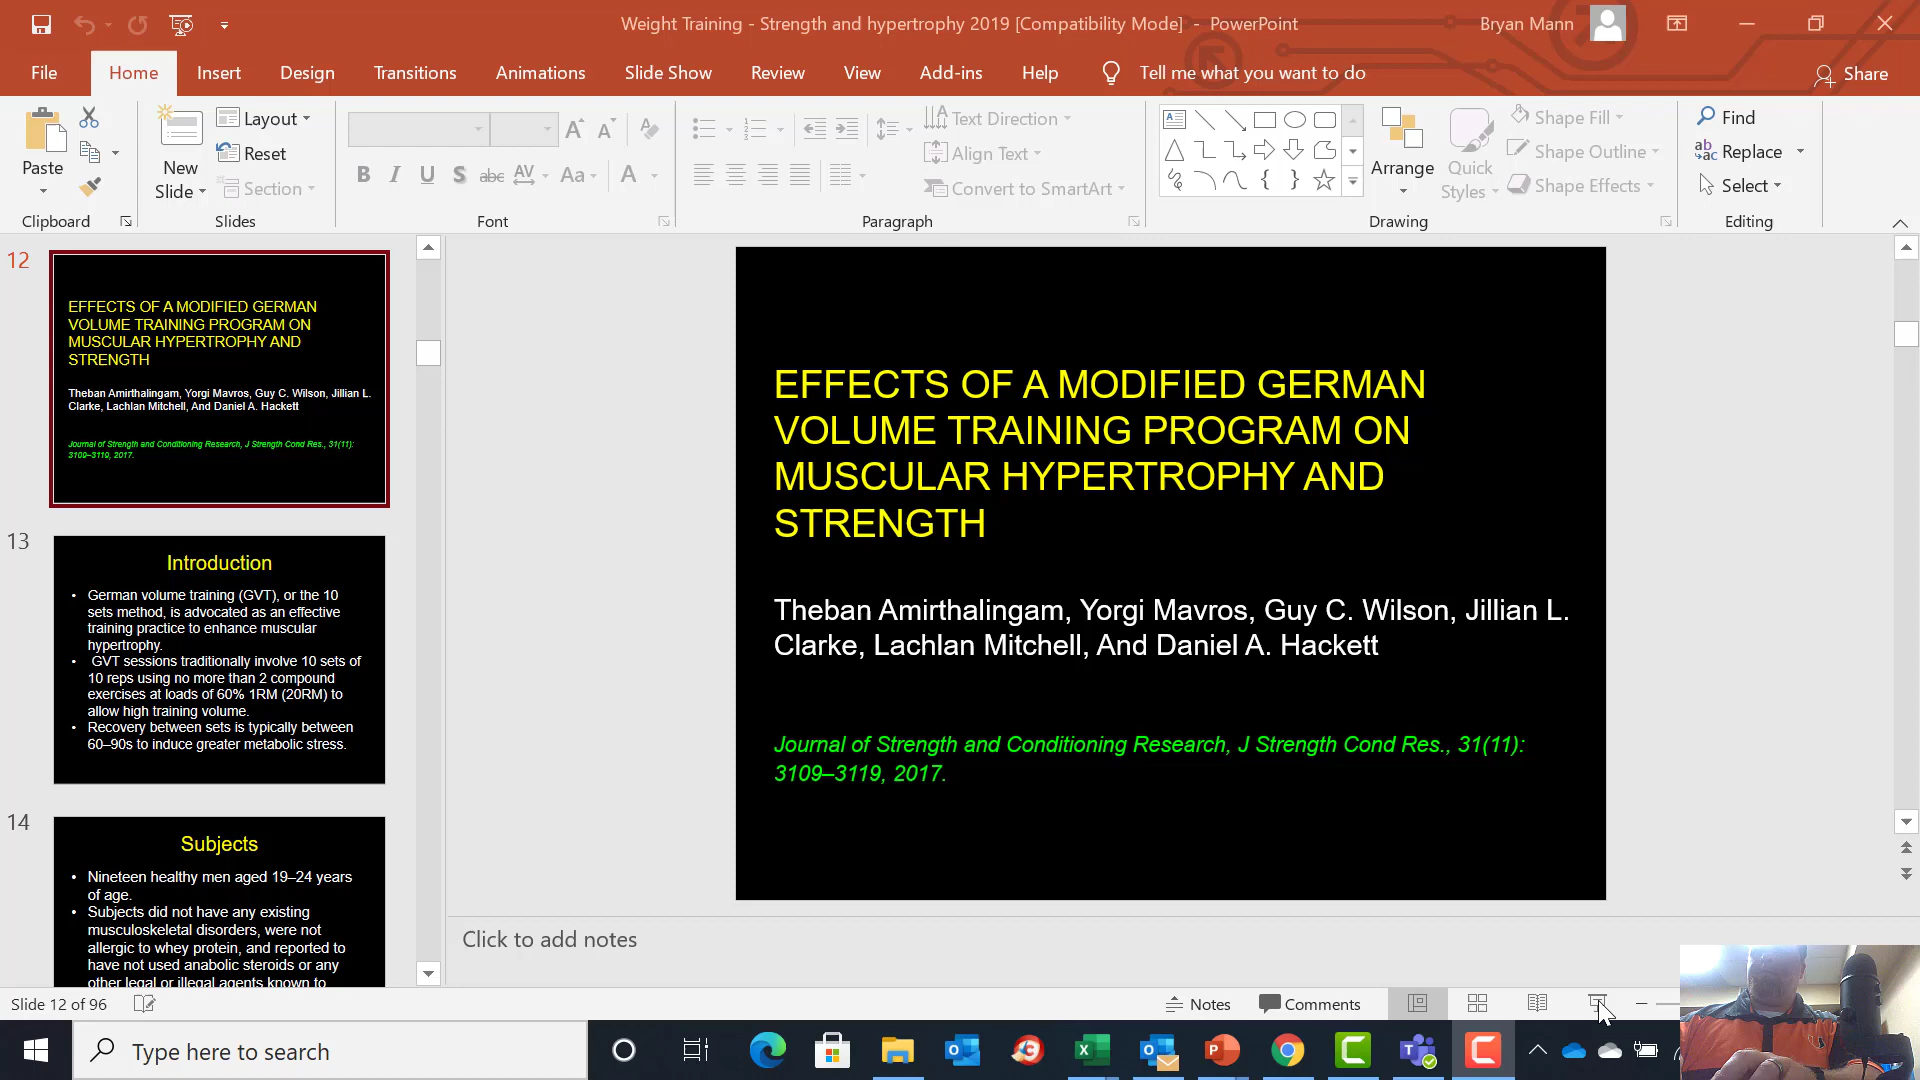 Weight Training - Strength and hypertrophy 2019 [Compatibility Mode] - PowerPoint
Bryan Mann
File
Home
Insert
Design
Transitions
Animations
Slide Show
Review
View
Add-ins
Help
Tell me what you want to do
Share
Paste
New
Slide
Layout
Reset
Section
B I U S abc AV Aa A
Text Direction
Align Text
Convert to SmartArt
Arrange
Quick
Styles
Shape Fill
Shape Outline
Shape Effects
Find
Replace
Select
Clipboard
Slides
Font
Paragraph
Drawing
Editing
12
EFFECTS OF A MODIFIED GERMAN
VOLUME TRAINING PROGRAM ON
MUSCULAR HYPERTROPHY AND
STRENGTH
Theban Amirthalingam, Yorgi Mavros, Guy C. Wilson, Jillian L.
Clarke, Lachlan Mitchell, And Daniel A. Hackett
Journal of Strength and Conditioning Research, J Strength Cond Res., 31(11):
3109–3119, 2017.
13
Introduction
• German volume training (GVT), or the 10
sets method, is advocated as an effective
training practice to enhance muscular
hypertrophy.
• GVT sessions traditionally involve 10 sets of
10 reps using no more than 2 compound
exercises at loads of 60% 1RM (20RM) to
allow high training volume.
• Recovery between sets is typically between
60–90s to induce greater metabolic stress.
14
Subjects
• Nineteen healthy men aged 19–24 years
of age.
• Subjects did not have any existing
musculoskeletal disorders, were not
allergic to whey protein, and reported to
have not used anabolic steroids or any
other legal or illegal agents known to
EFFECTS OF A MODIFIED GERMAN
VOLUME TRAINING PROGRAM ON
MUSCULAR HYPERTROPHY AND
STRENGTH
Theban Amirthalingam, Yorgi Mavros, Guy C. Wilson, Jillian L.
Clarke, Lachlan Mitchell, And Daniel A. Hackett
Journal of Strength and Conditioning Research, J Strength Cond Res., 31(11):
3109–3119, 2017.
Click to add notes
Slide 12 of 96
Notes
Comments
Type here to search